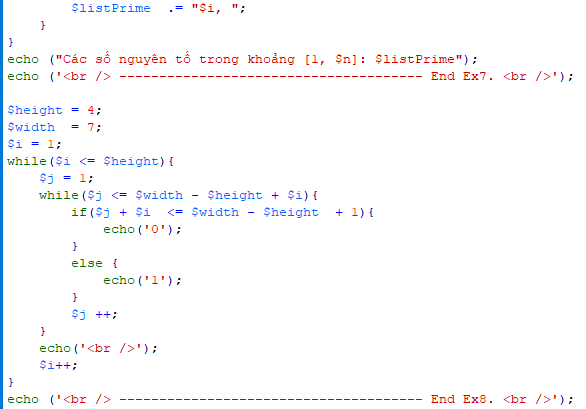 $listPrime  .= "$i, ";
    }
}
echo ("Các số nguyên tố trong khoảng [1, $n]: $listPrime");
echo ('<br /> -------------------------------------- End Ex7. <br />');

$height = 4;
$width  = 7;
$i = 1;
while($i <= $height){
    $j = 1;
    while($j <= $width - $height + $i){
        if($j + $i  <= $width - $height  + 1){
            echo('0');
        }
        else {
            echo('1');
        }
        $j ++;
    }
    echo('<br />');
    $i++;
}
echo ('<br /> -------------------------------------- End Ex8. <br />');